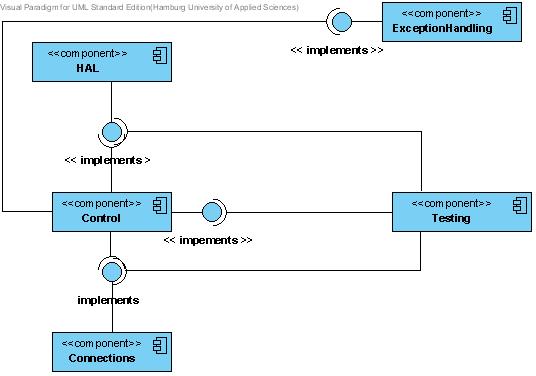 Visual Paradigm for UML Standard Edition(Hamburg University of Applied Sciences)
<<component>>
ExceptionHandling
<< implements >>
<<component>>
HAL
<< implements >
<<component>>
Control
<< impements >>
<<component>>
Testing
implements
<<component>>
Connections